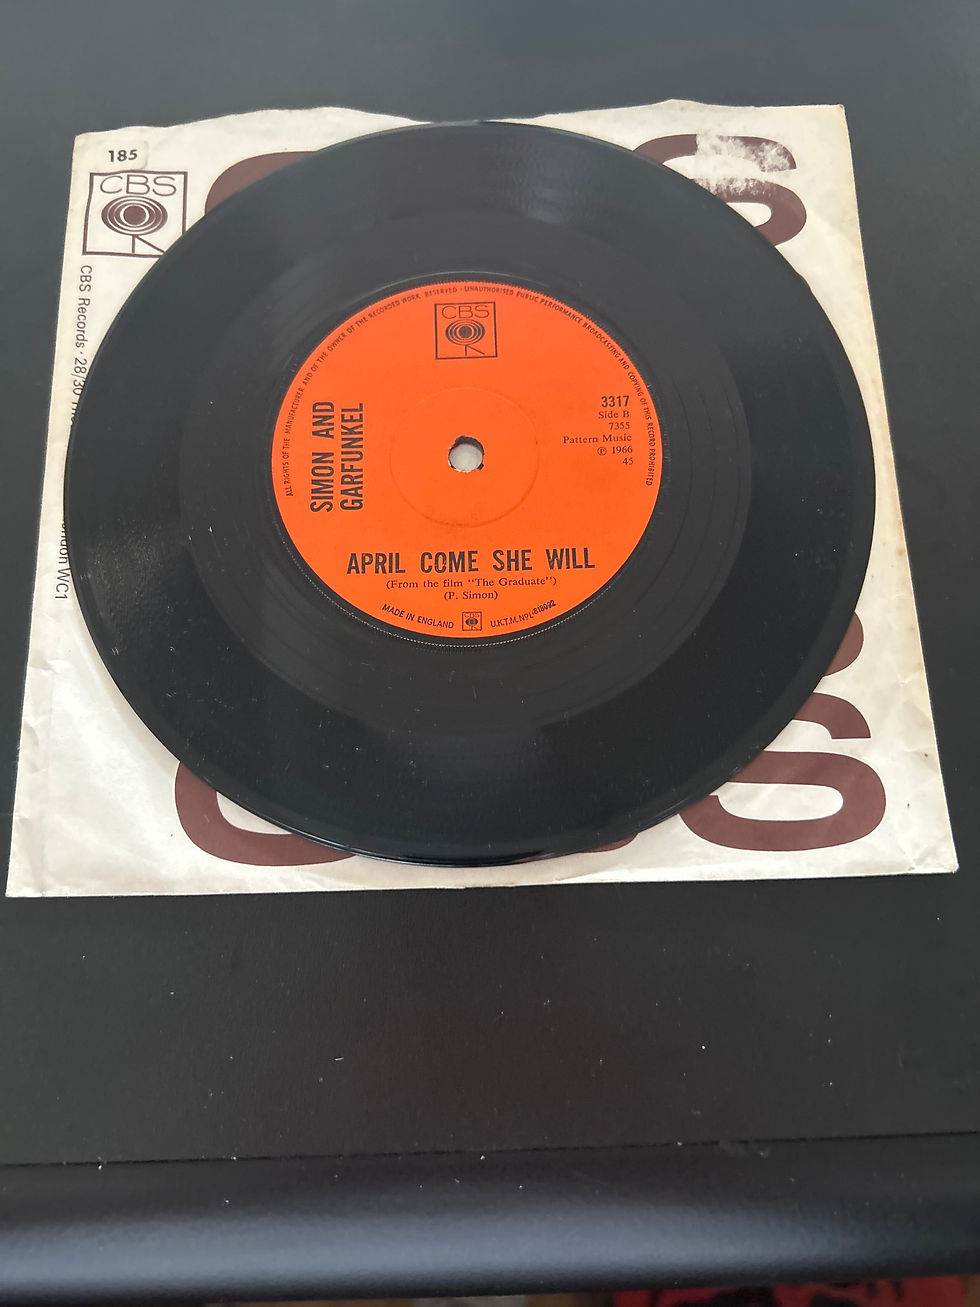 185
CBS
CBS Records · 28/30
London WC1
ALL RIGHTS OF THE MANUFACTURER AND OF THE OWNER OF THE RECORDED WORK RESERVED · UNAUTHORISED PUBLIC PERFORMANCE BROADCASTING AND COPYING OF THIS RECORD PROHIBITED
CBS
SIMON AND
GARFUNKEL
3317
Side B
7355
Pattern Music
℗ 1966
45
APRIL COME SHE WILL
(From the film "The Graduate")
(P. Simon)
MADE IN ENGLAND
CBS
U.K.T.M. Nº